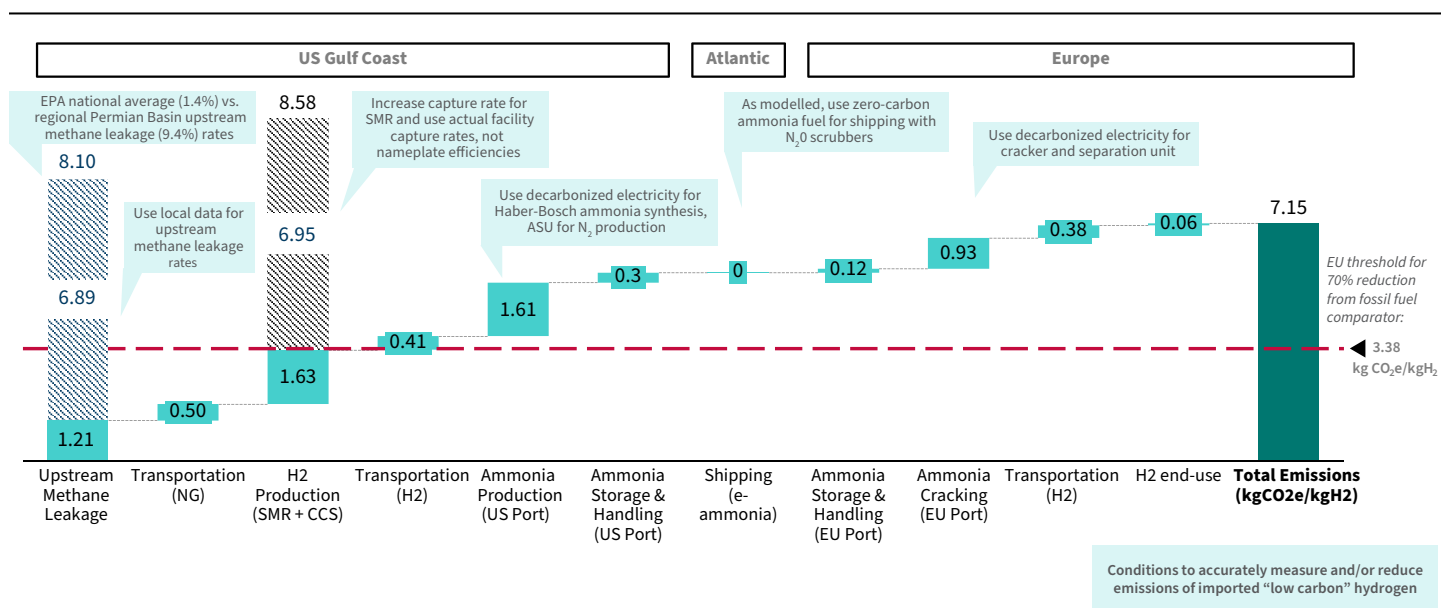 US Gulf Coast
Atlantic
Europe
EPA national average (1.4%) vs.
regional Permian Basin upstream
methane leakage (9.4%) rates
8.10
6.89
1.21
Use local data for
upstream
methane leakage
rates
0.50
8.58
6.95
1.63
Increase capture rate for
SMR and use actual facility
capture rates, not
nameplate efficiencies
0.41
Use decarbonized electricity for
Haber-Bosch ammonia synthesis,
ASU for N₂ production
1.61
0.3
As modelled, use zero-carbon
ammonia fuel for shipping with
N₂0 scrubbers
0
0.12
Use decarbonized electricity for
cracker and separation unit
0.93
0.38
0.06
7.15
EU threshold for
70% reduction
from fossil fuel
comparator:
3.38
kg CO₂e/kgH₂
Upstream
Methane
Leakage
Transportation
(NG)
H2
Production
(SMR + CCS)
Transportation
(H2)
Ammonia
Production
(US Port)
Ammonia
Storage &
Handling
(US Port)
Shipping
(e-
ammonia)
Ammonia
Storage &
Handling
(EU Port)
Ammonia
Cracking
(EU Port)
Transportation
(H2)
H2 end-use
Total Emissions
(kgCO2e/kgH2)
Conditions to accurately measure and/or reduce
emissions of imported “low carbon” hydrogen